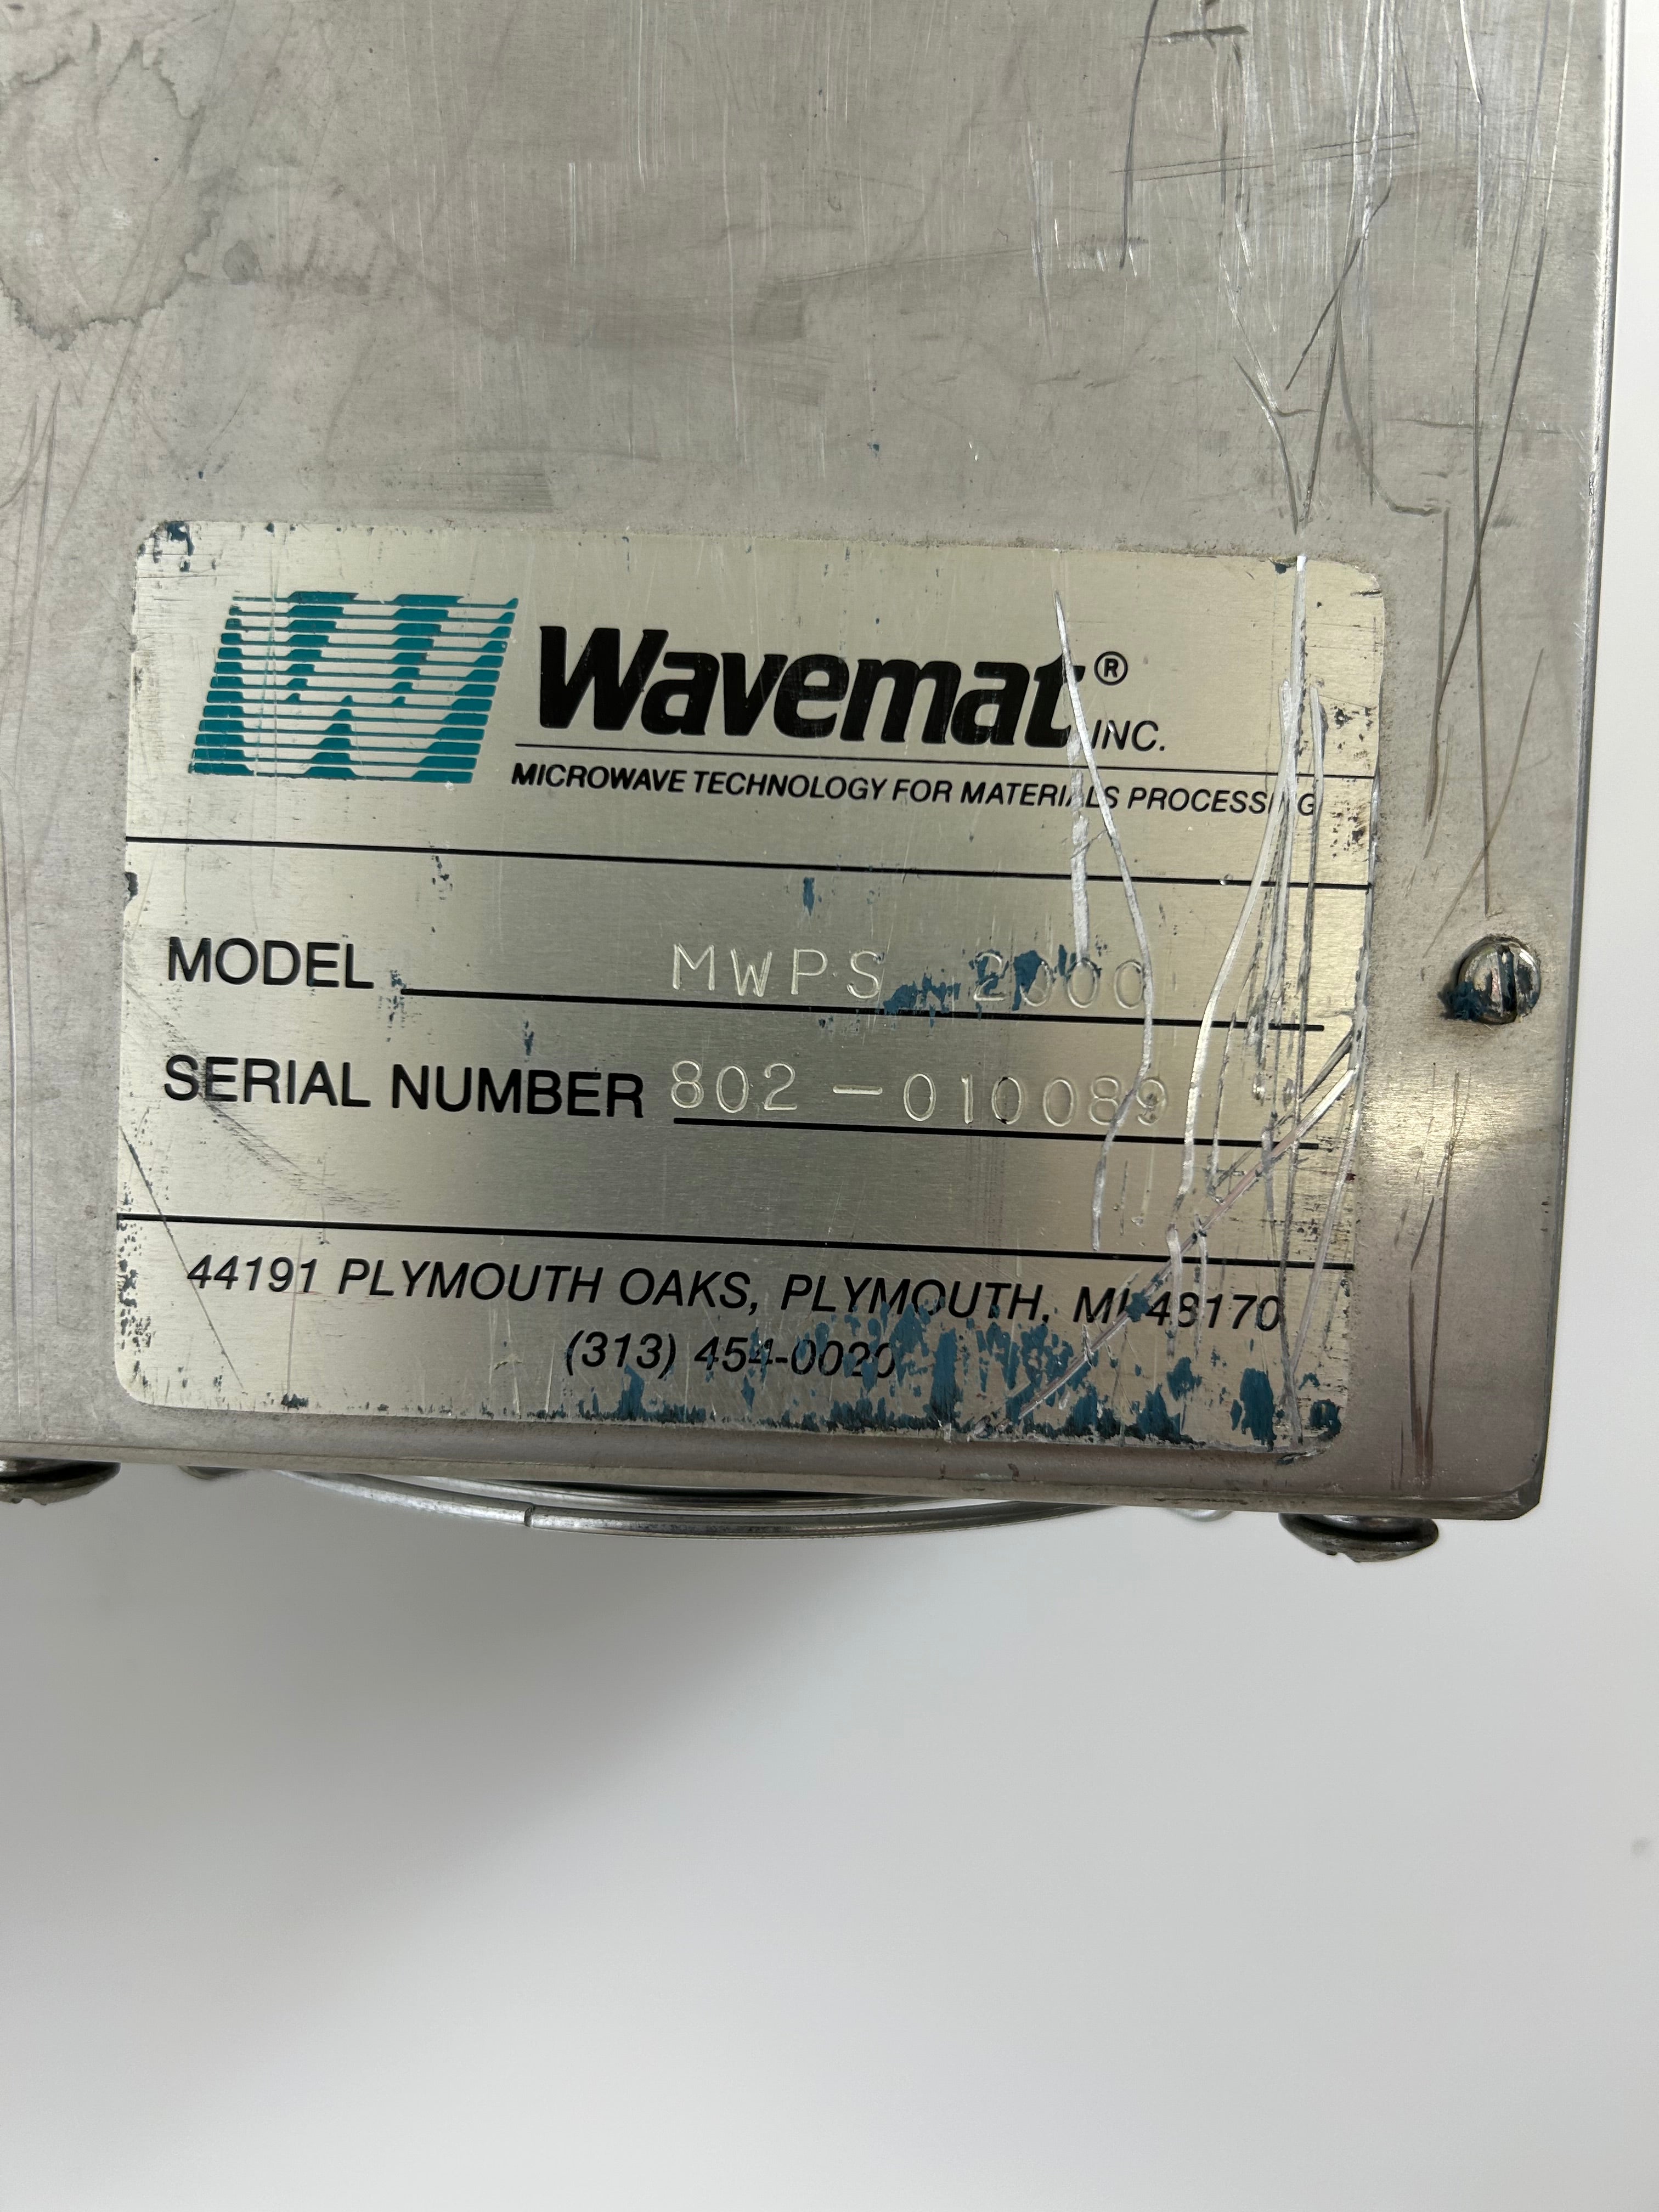 W Wavemat® INC.
MICROWAVE TECHNOLOGY FOR MATERIALS PROCESSING
MODEL MWPS 2000
SERIAL NUMBER 802-010089
44191 PLYMOUTH OAKS, PLYMOUTH, MI 48170
(313) 454-0020